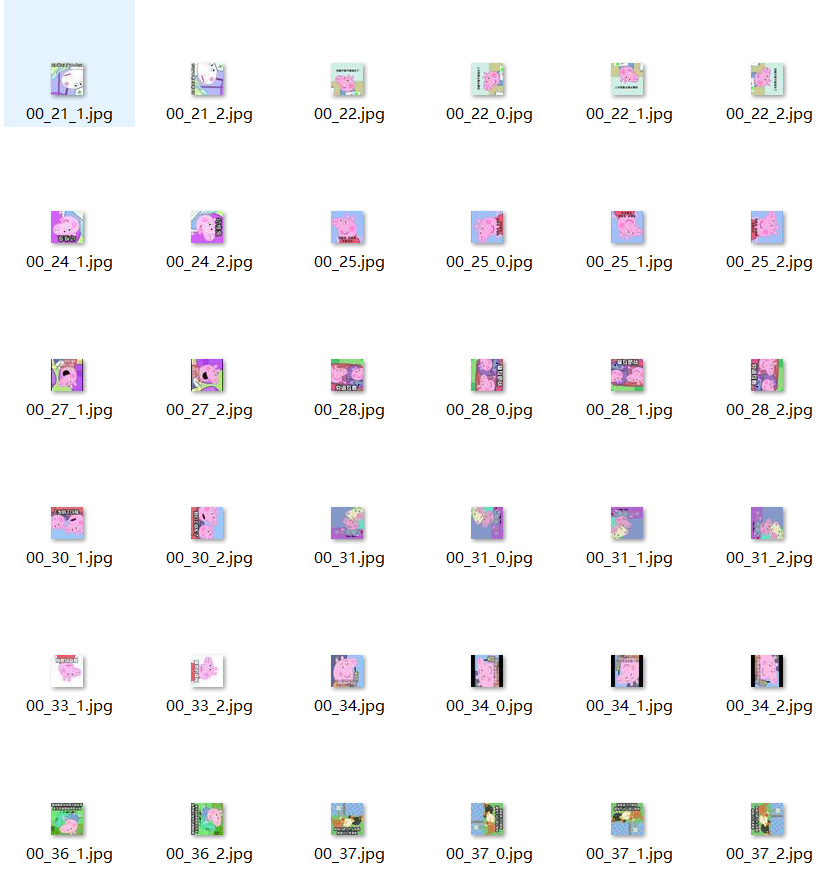 00_21_1.jpg 00_21_2.jpg 00_22.jpg 00_22_0.jpg 00_22_1.jpg 00_22_2.jpg
00_24_1.jpg 00_24_2.jpg 00_25.jpg 00_25_0.jpg 00_25_1.jpg 00_25_2.jpg
00_27_1.jpg 00_27_2.jpg 00_28.jpg 00_28_0.jpg 00_28_1.jpg 00_28_2.jpg
00_30_1.jpg 00_30_2.jpg 00_31.jpg 00_31_0.jpg 00_31_1.jpg 00_31_2.jpg
00_33_1.jpg 00_33_2.jpg 00_34.jpg 00_34_0.jpg 00_34_1.jpg 00_34_2.jpg
00_36_1.jpg 00_36_2.jpg 00_37.jpg 00_37_0.jpg 00_37_1.jpg 00_37_2.jpg